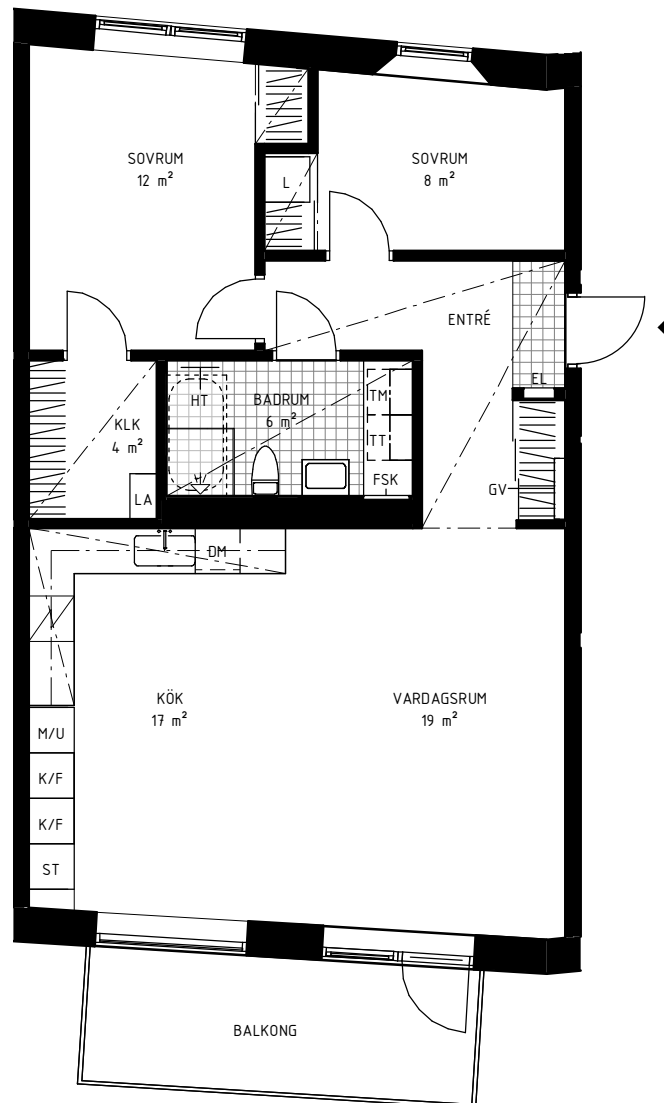 SOVRUM
12 m²
SOVRUM
8 m²
L
ENTRÉ
EL
HT
BADRUM
6 m²
TM
TT
FSK
KLK
4 m²
LA
GV
DM
KÖK
17 m²
VARDAGSRUM
19 m²
M/U
K/F
K/F
ST
BALKONG